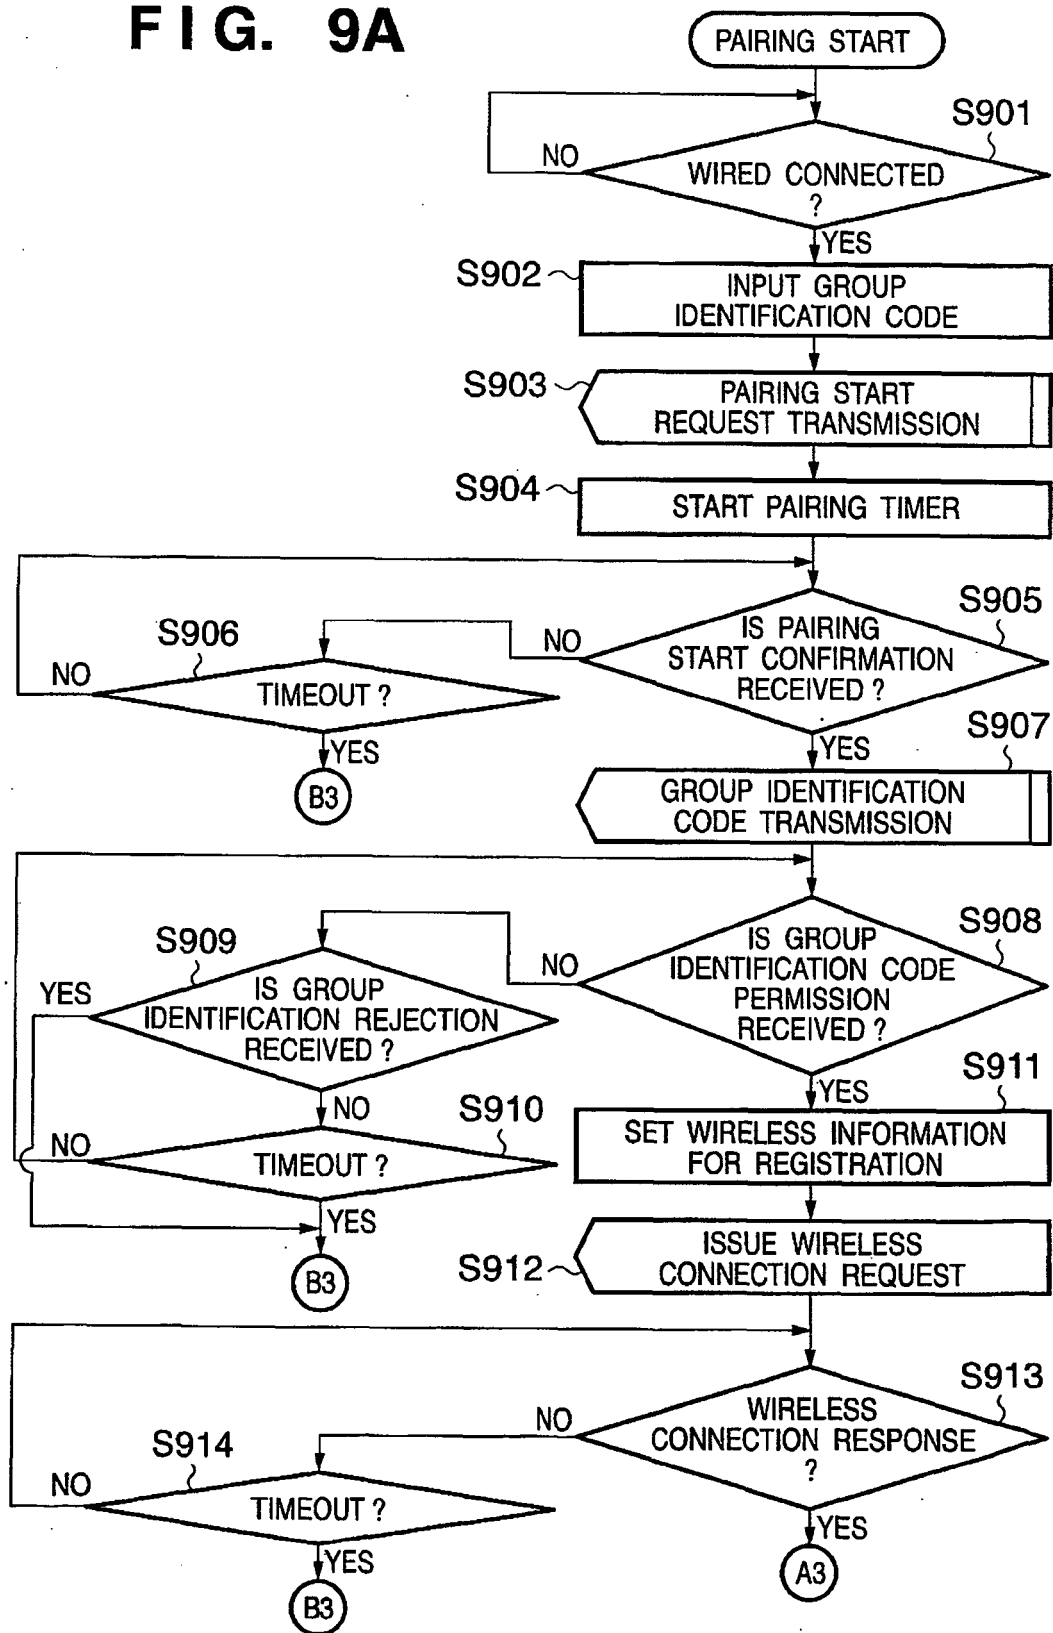 FIG. 9A
PAIRING START
S901
NO
WIRED CONNECTED
?
YES
S902
INPUT GROUP
IDENTIFICATION CODE
S903
PAIRING START
REQUEST TRANSMISSION
S904
START PAIRING TIMER
S905
IS PAIRING
START CONFIRMATION
RECEIVED ?
NO
S906
NO
TIMEOUT ?
YES
B3
YES
S907
GROUP IDENTIFICATION
CODE TRANSMISSION
S908
IS GROUP
IDENTIFICATION CODE
PERMISSION
RECEIVED ?
NO
S909
YES
IS GROUP
IDENTIFICATION REJECTION
RECEIVED ?
NO
S910
NO
TIMEOUT ?
YES
B3
YES
S911
SET WIRELESS INFORMATION
FOR REGISTRATION
S912
ISSUE WIRELESS
CONNECTION REQUEST
S913
WIRELESS
CONNECTION RESPONSE
?
NO
S914
NO
TIMEOUT ?
YES
B3
YES
A3